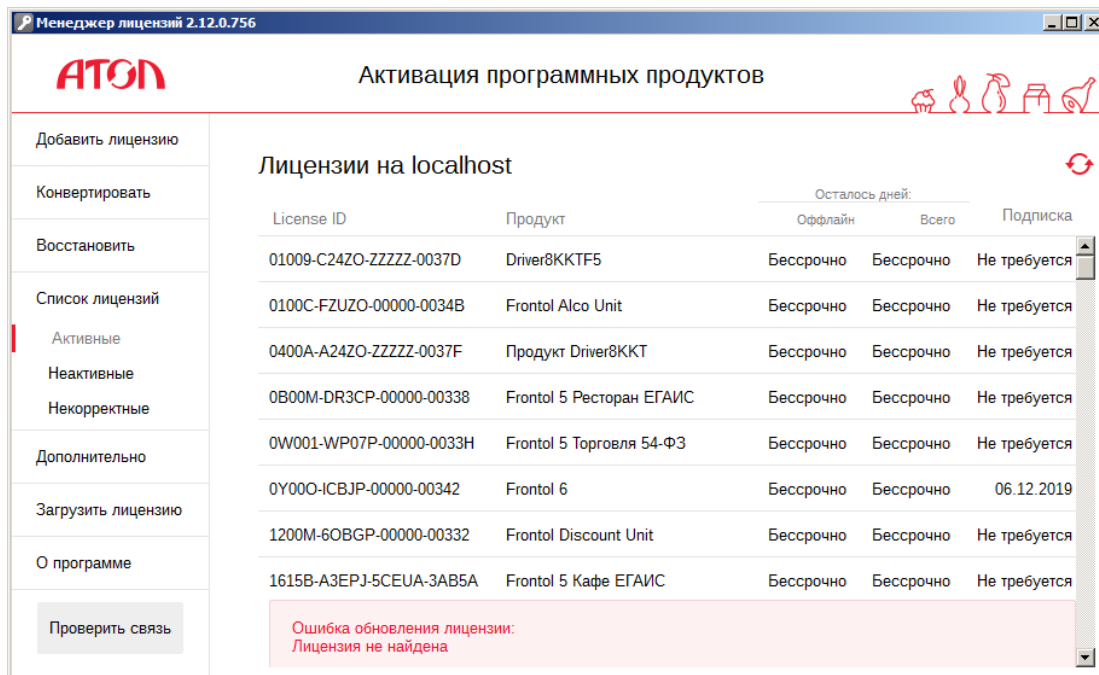 Менеджер лицензий 2.12.0.756
АТОЛ
Активация программных продуктов
Добавить лицензию
Конвертировать
Восстановить
Список лицензий
Активные
Неактивные
Некорректные
Дополнительно
Загрузить лицензию
О программе
Проверить связь
Лицензии на localhost
Осталось дней:
License ID Продукт Оффлайн Всего Подписка
01009-C24ZO-ZZZZZ-0037D Driver8KKTF5 Бессрочно Бессрочно Не требуется
0100C-FZUZO-00000-0034B Frontol Alco Unit Бессрочно Бессрочно Не требуется
0400A-A24ZO-ZZZZZ-0037F Продукт Driver8KKT Бессрочно Бессрочно Не требуется
0B00M-DR3CP-00000-00338 Frontol 5 Ресторан ЕГАИС Бессрочно Бессрочно Не требуется
0W001-WP07P-00000-0033H Frontol 5 Торговля 54-ФЗ Бессрочно Бессрочно Не требуется
0Y00O-ICBJP-00000-00342 Frontol 6 Бессрочно Бессрочно 06.12.2019
1200M-6OBGP-00000-00332 Frontol Discount Unit Бессрочно Бессрочно Не требуется
1615B-A3EPJ-5CEUA-3AB5A Frontol 5 Кафе ЕГАИС Бессрочно Бессрочно Не требуется
Ошибка обновления лицензии:
Лицензия не найдена